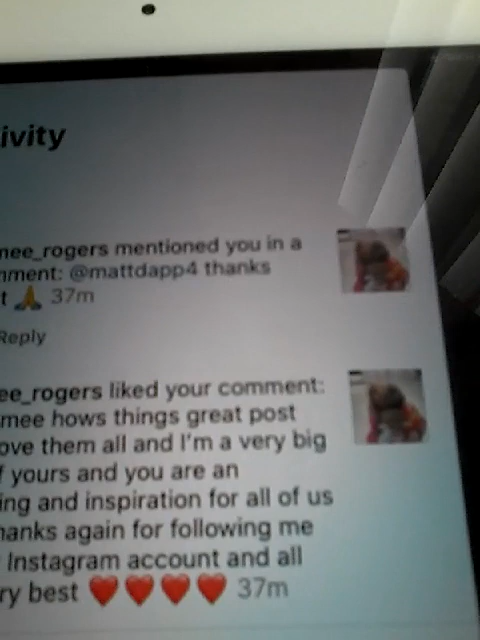 ivity
nee_rogers mentioned you in a
nment: @mattdapp4 thanks
t 🙏 37m
Reply
ee_rogers liked your comment:
mee hows things great post
ove them all and I'm a very big
f yours and you are an
ing and inspiration for all of us
hanks again for following me
Instagram account and all
ry best ❤️❤️❤️❤️ 37m